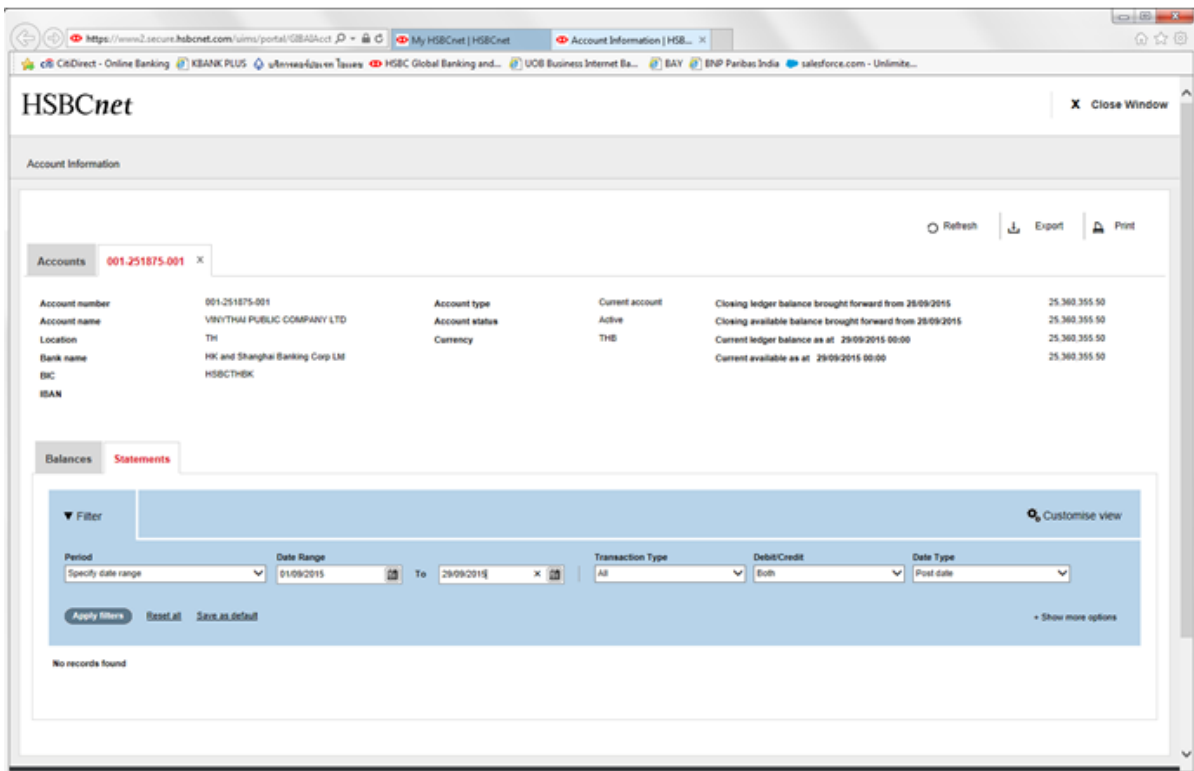 https://www2.secure.hsbcnet.com/uims/portal/
My HSBCnet | HSBCnet
Account Information | HSB...
CitiDirect - Online Banking
KBANK PLUS
HSBC Global Banking and...
UOB Business Internet Ba...
BAY
BNP Paribas India
salesforce.com - Unlimite...
HSBCnet
X Close Window
Account Information
Refresh
Export
Print
Accounts
001-251875-001 ×
Account number 001-251875-001 Account type Current account Closing ledger balance brought forward from 28/09/2015 25,360,355.50
Account name VINYTHAI PUBLIC COMPANY LTD Account status Active Closing available balance brought forward from 28/09/2015 25,360,355.50
Location TH Currency THB Current ledger balance as at 29/09/2015 00:00 25,360,355.50
Bank name HK and Shanghai Banking Corp Ltd Current available as at 29/09/2015 00:00 25,360,355.50
BIC HSBCTHBK
IBAN
Balances
Statements
▼ Filter
Customise view
Period Date Range Transaction Type Debit/Credit Date Type
Specify date range 01/09/2015 To 29/09/2015 × All Both Post date
Apply filters Reset all Save as default + Show more options
No records found